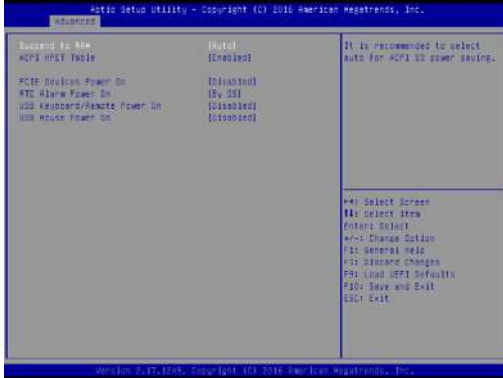 Aptio Setup Utility - Copyright (C) 2016 American Megatrends, Inc.
Advanced
Suspend to RAM [Auto]
ACPI HPET Table [Enabled]
PCIE Devices Power On [Disabled]
RTC Alarm Power On [By OS]
USB Keyboard/Remote Power On [Disabled]
USB Mouse Power On [Disabled]
It is recommended to select
auto for ACPI S3 power saving.
Select Screen
Select Item
Enter: Select
+/-: Change Option
F1: General Help
F7: Discard Changes
F9: Load UEFI Defaults
F10: Save and Exit
ESC: Exit
Version 2.17.1249. Copyright (C) 2016 American Megatrends, Inc.